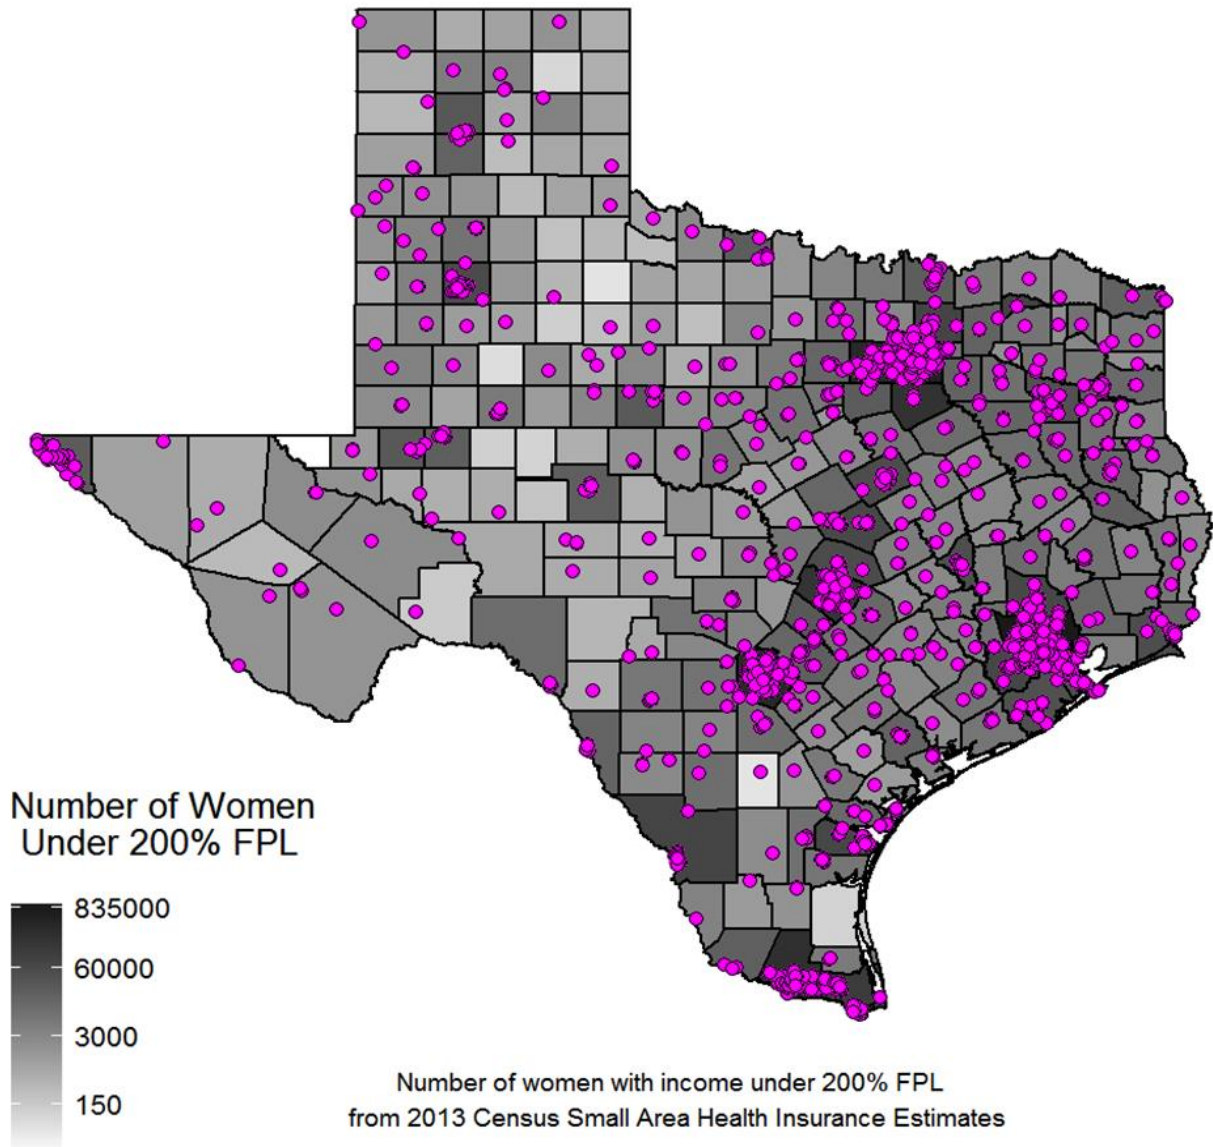 Number of Women
Under 200% FPL
835000
60000
3000
150
Number of women with income under 200% FPL
from 2013 Census Small Area Health Insurance Estimates